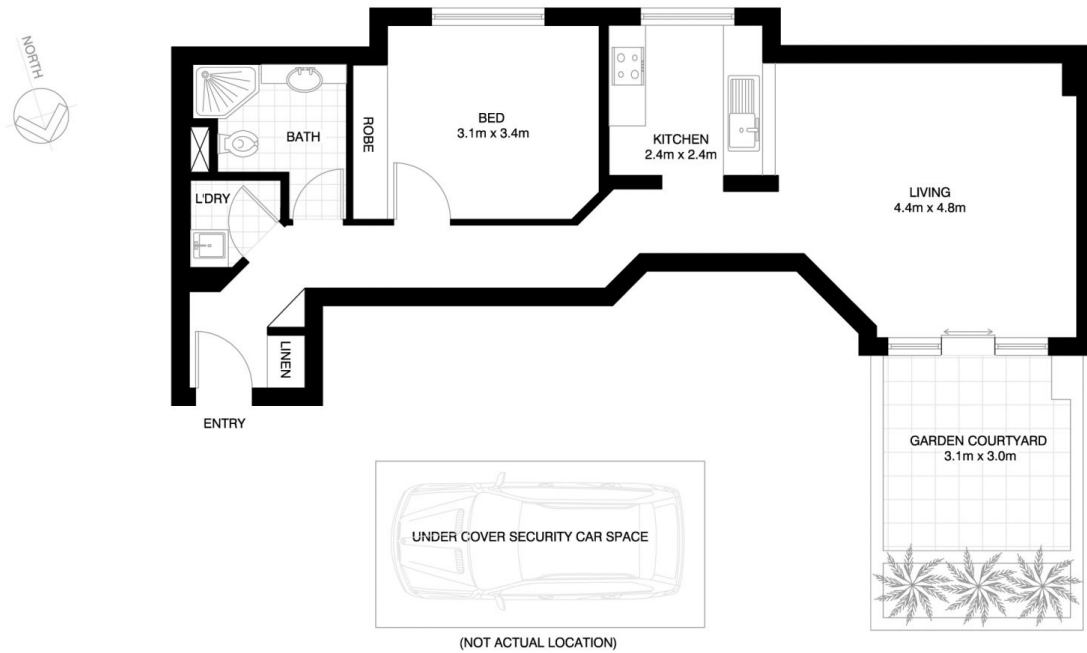 NORTH
BATH
ROBE
BED
3.1m x 3.4m
KITCHEN
2.4m x 2.4m
L'DRY
LIVING
4.4m x 4.8m
LINEN
ENTRY
GARDEN COURTYARD
3.1m x 3.0m
UNDER COVER SECURITY CAR SPACE
(NOT ACTUAL LOCATION)